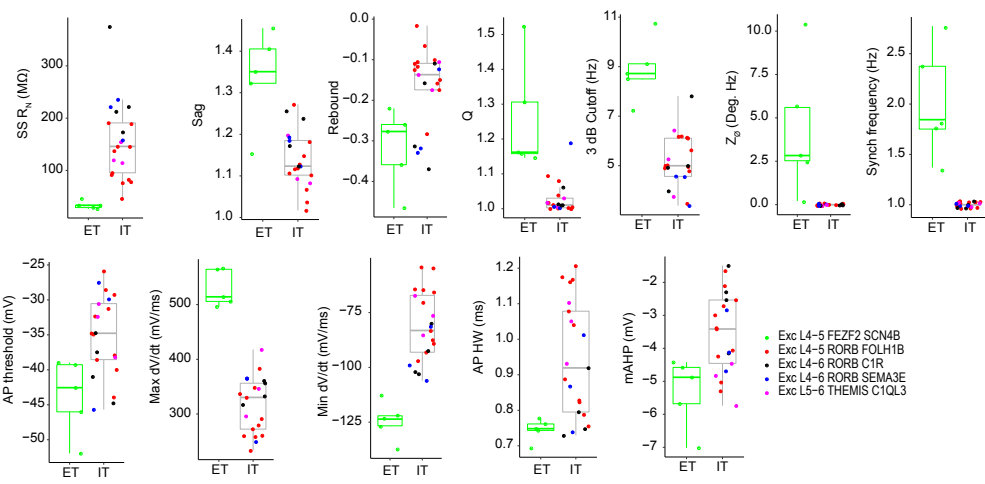 SS R_N (MΩ)
300
200
100
ET IT
Sag
1.4
1.3
1.2
1.1
1.0
ET IT
Rebound
0.0
−0.1
−0.2
−0.3
−0.4
ET IT
Q
1.5
1.4
1.3
1.2
1.1
1.0
ET IT
3 dB Cutoff (Hz)
11
9
7
5
ET IT
Z_Ø (Deg. Hz)
10.0
7.5
5.0
2.5
0.0
ET IT
Synch frequency (Hz)
2.5
2.0
1.5
1.0
ET IT
AP threshold (mV)
−25
−30
−35
−40
−45
−50
ET IT
Max dV/dt (mV/ms)
500
400
300
ET IT
Min dV/dt (mV//ms)
−75
−100
−125
ET IT
AP HW (ms)
1.2
1.1
1.0
0.9
0.8
0.7
ET IT
mAHP (mV)
−2
−3
−4
−5
−6
−7
ET IT
Exc L4-5 FEZF2 SCN4B
Exc L4-5 RORB FOLH1B
Exc L4-6 RORB C1R
Exc L4-6 RORB SEMA3E
Exc L5-6 THEMIS C1QL3